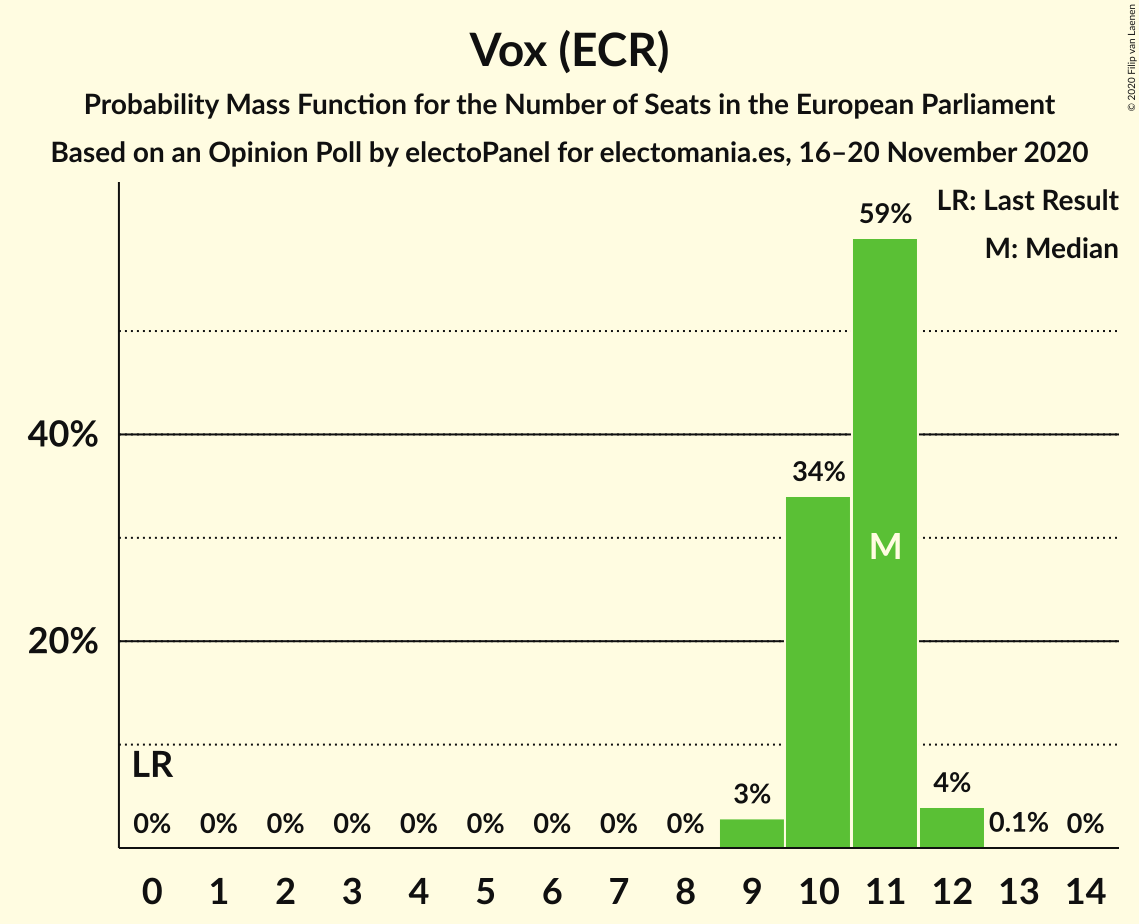 Vox (ECR)
Probability Mass Function for the Number of Seats in the European Parliament
Based on an Opinion Poll by electoPanel for electomania.es, 16–20 November 2020
© 2020 Filip van Laenen
LR: Last Result
M: Median
59%
40%
34%
M
20%
LR
0% 0% 0% 0% 0% 0% 0% 0% 0% 3% 4% 0.1% 0%
0 1 2 3 4 5 6 7 8 9 10 11 12 13 14